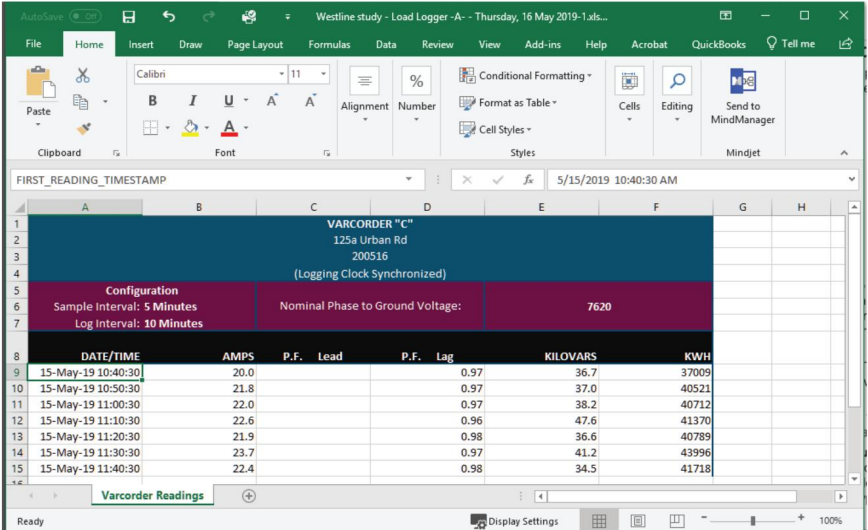 AutoSave Off Westline study - Load Logger -A- - Thursday, 16 May 2019-1.xls...
File Home Insert Draw Page Layout Formulas Data Review View Add-ins Help Acrobat QuickBooks Tell me
Calibri 11
Paste B I U A A Alignment % Number Conditional Formatting Format as Table Cell Styles Cells Editing Send to MindManager
Clipboard Font Styles Mindjet
FIRST_READING_TIMESTAMP fx 5/15/2019 10:40:30 AM
A B C D E F G H
1 VARCORDER "C"
2 125a Urban Rd
3 200516
4 (Logging Clock Synchronized)
5 Configuration
6 Sample Interval: 5 Minutes Nominal Phase to Ground Voltage: 7620
7 Log Interval: 10 Minutes
8 DATE/TIME AMPS P.F. Lead P.F. Lag KILOVARS KWH
9 15-May-19 10:40:30 20.0 0.97 36.7 37009
10 15-May-19 10:50:30 21.8 0.97 37.0 40521
11 15-May-19 11:00:30 22.0 0.97 38.2 40712
12 15-May-19 11:10:30 22.6 0.96 47.6 41370
13 15-May-19 11:20:30 21.9 0.98 36.6 40789
14 15-May-19 11:30:30 23.7 0.97 41.2 43996
15 15-May-19 11:40:30 22.4 0.98 34.5 41718
Varcorder Readings
Ready Display Settings 100%